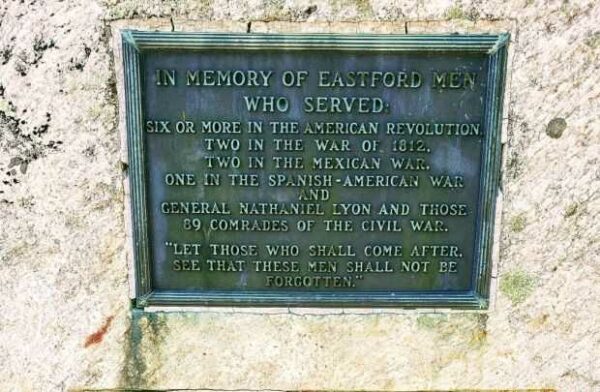 IN MEMORY OF EASTFORD MEN
WHO SERVED:
SIX OR MORE IN THE AMERICAN REVOLUTION.
TWO IN THE WAR OF 1812.
TWO IN THE MEXICAN WAR.
ONE IN THE SPANISH-AMERICAN WAR
AND
GENERAL NATHANIEL LYON AND THOSE
89 COMRADES OF THE CIVIL WAR.
"LET THOSE WHO SHALL COME AFTER,
SEE THAT THESE MEN SHALL NOT BE
FORGOTTEN."